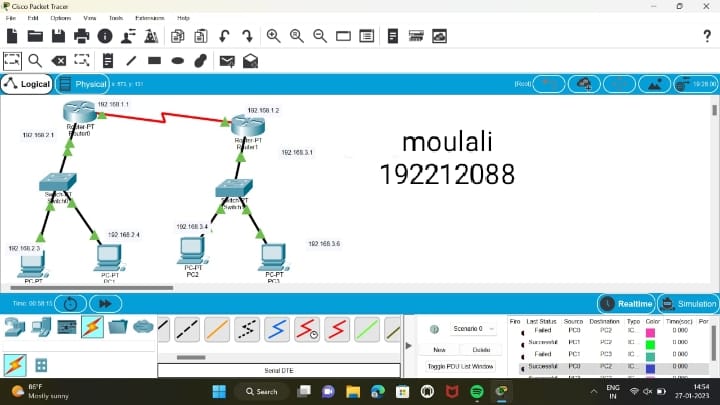 Cisco Packet Tracer
File Edit Options View Tools Extensions Help
?
Logical
Physical x: 573, y: 131
[Root]
19:28:00
192.168.1.1
Router-PT
Router0
192.168.1.2
Router-PT
Router1
192.168.2.1
192.168.3.1
moulali
192212088
Switch-PT
Switch0
Switch-PT
192.168.2.3
192.168.2.4
192.168.3.4
192.168.3.6
PC-PT
PC-PT
PC1
PC-PT
PC2
PC-PT
PC3
Time: 00:58:15
Realtime
Simulation
Scenario 0
New Delete
Toggle PDU List Window
Serial DTE
Fire Last Status Source Destination Type Color Time(sec) Per
Failed PC0 PC2 IC... 0.000
Successful PC1 PC2 IC... 0.000
Failed PC1 PC3 IC... 0.000
Successful PC0 PC2 IC... 0.000
86°F
Mostly sunny
Search
ENG
IN
14:54
27-01-2023